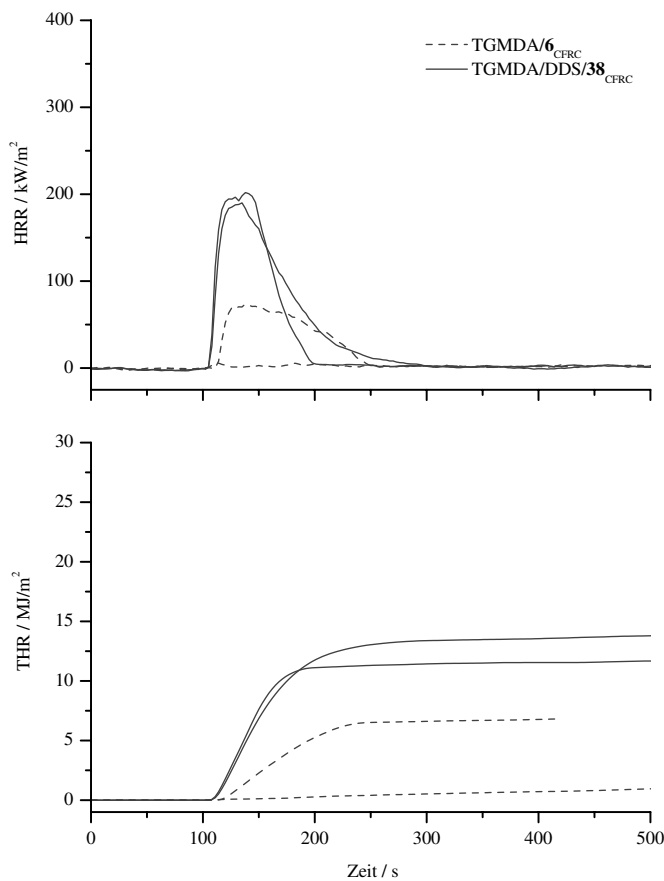 400
TGMDA/6CFRC
TGMDA/DDS/38CFRC
300
200
100
0
HRR / kW/m²
30
25
20
15
10
5
0
THR / MJ/m²
0 100 200 300 400 500
Zeit / s